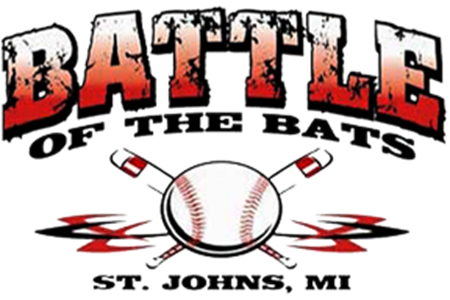 BATTLE
OF THE BATS
ST. JOHNS, MI